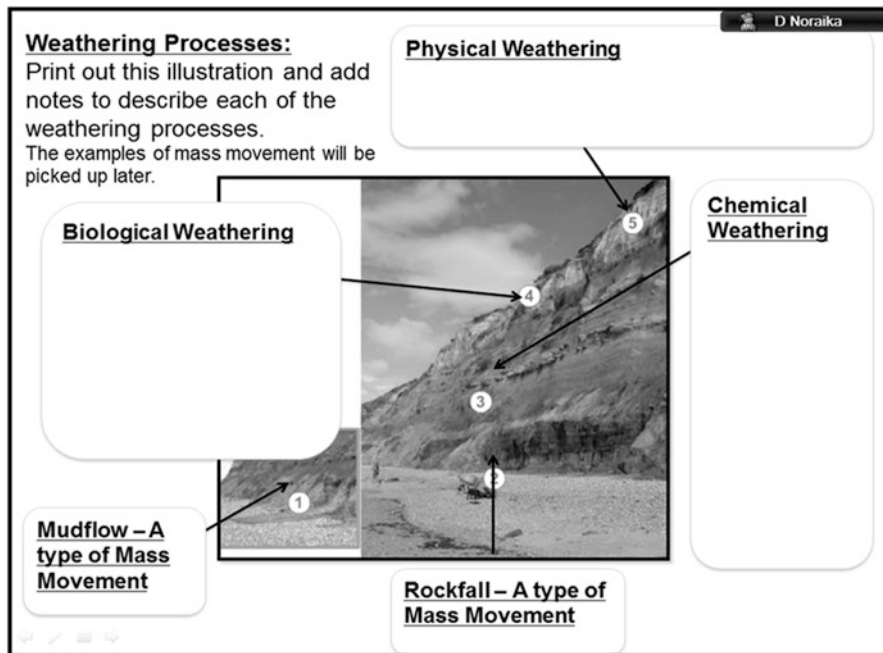 D Noraika
Weathering Processes:
Print out this illustration and add
notes to describe each of the
weathering processes.
The examples of mass movement will be
picked up later.
Physical Weathering
Biological Weathering
Chemical
Weathering
5
4
3
2
1
Mudflow – A
type of Mass
Movement
Rockfall – A type of
Mass Movement